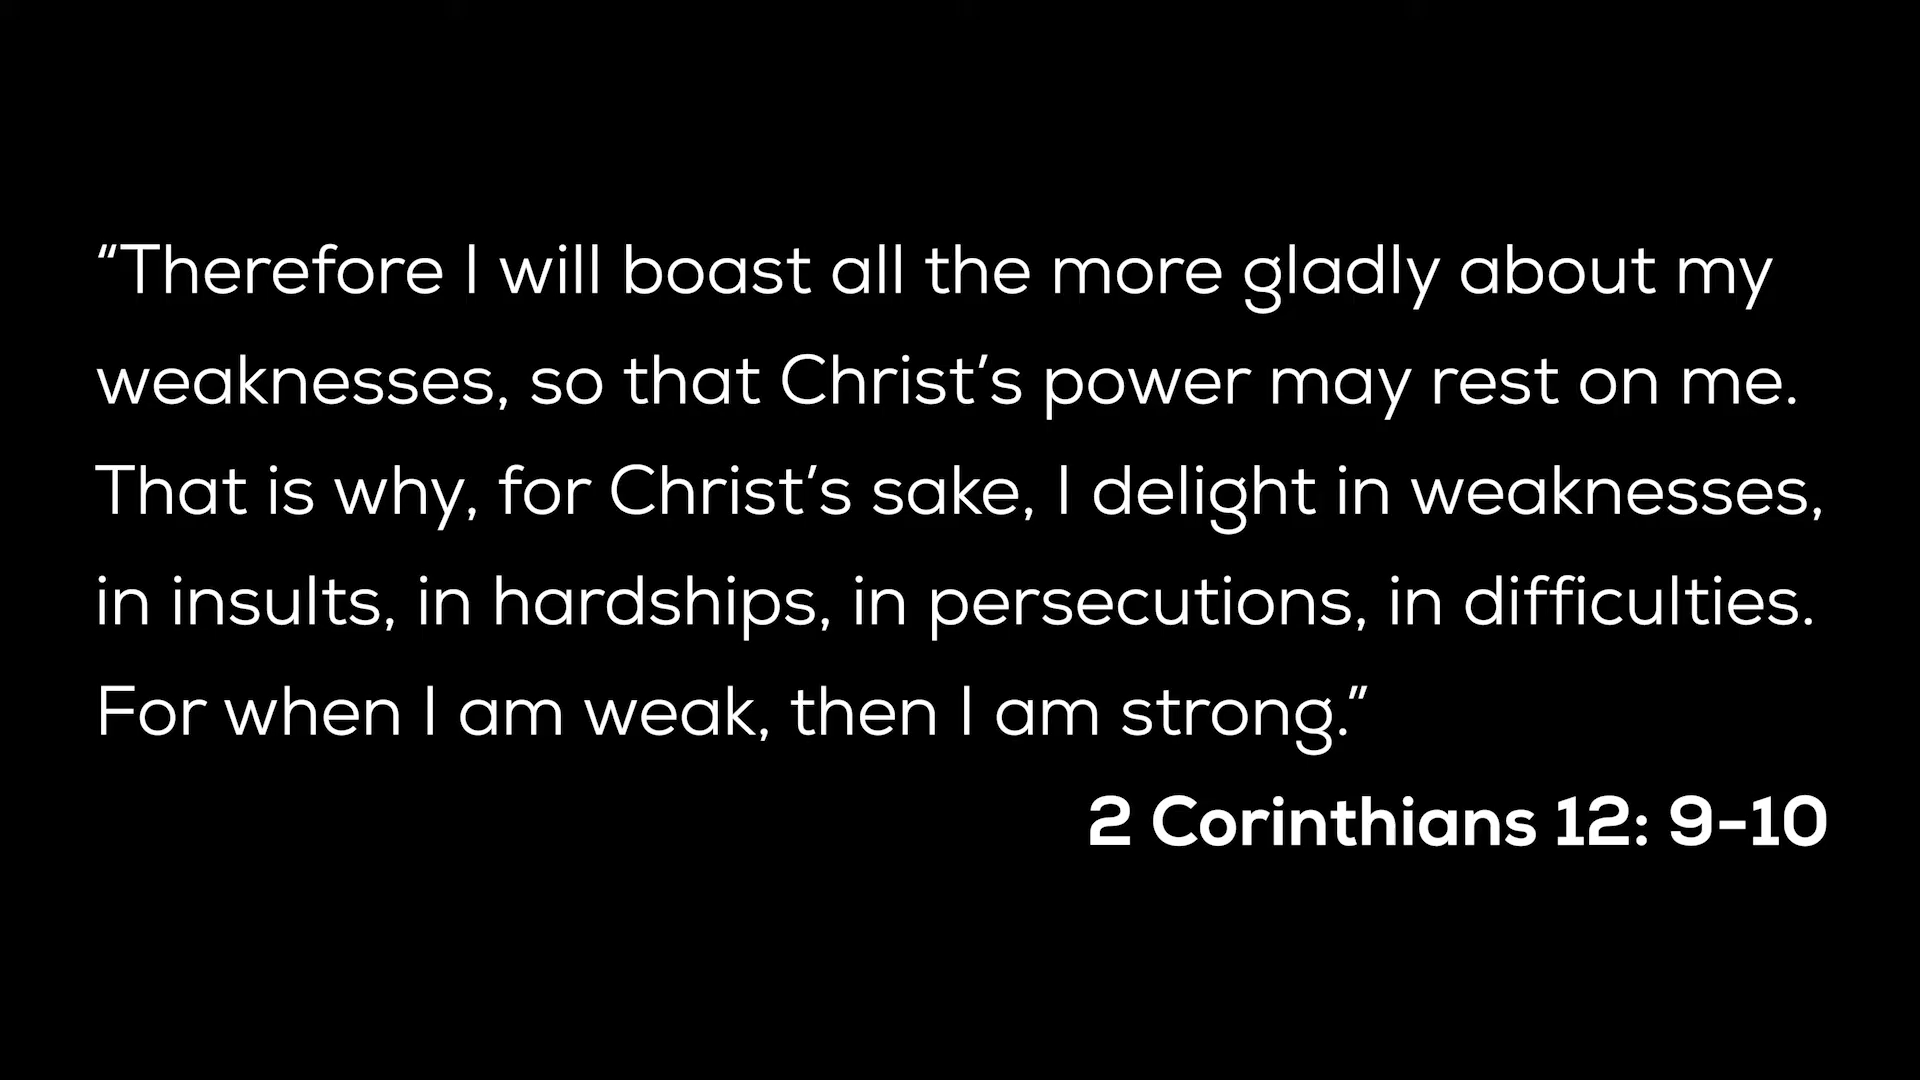 “Therefore I will boast all the more gladly about my
weaknesses, so that Christ’s power may rest on me.
That is why, for Christ’s sake, I delight in weaknesses,
in insults, in hardships, in persecutions, in difficulties.
For when I am weak, then I am strong.”
2 Corinthians 12: 9-10